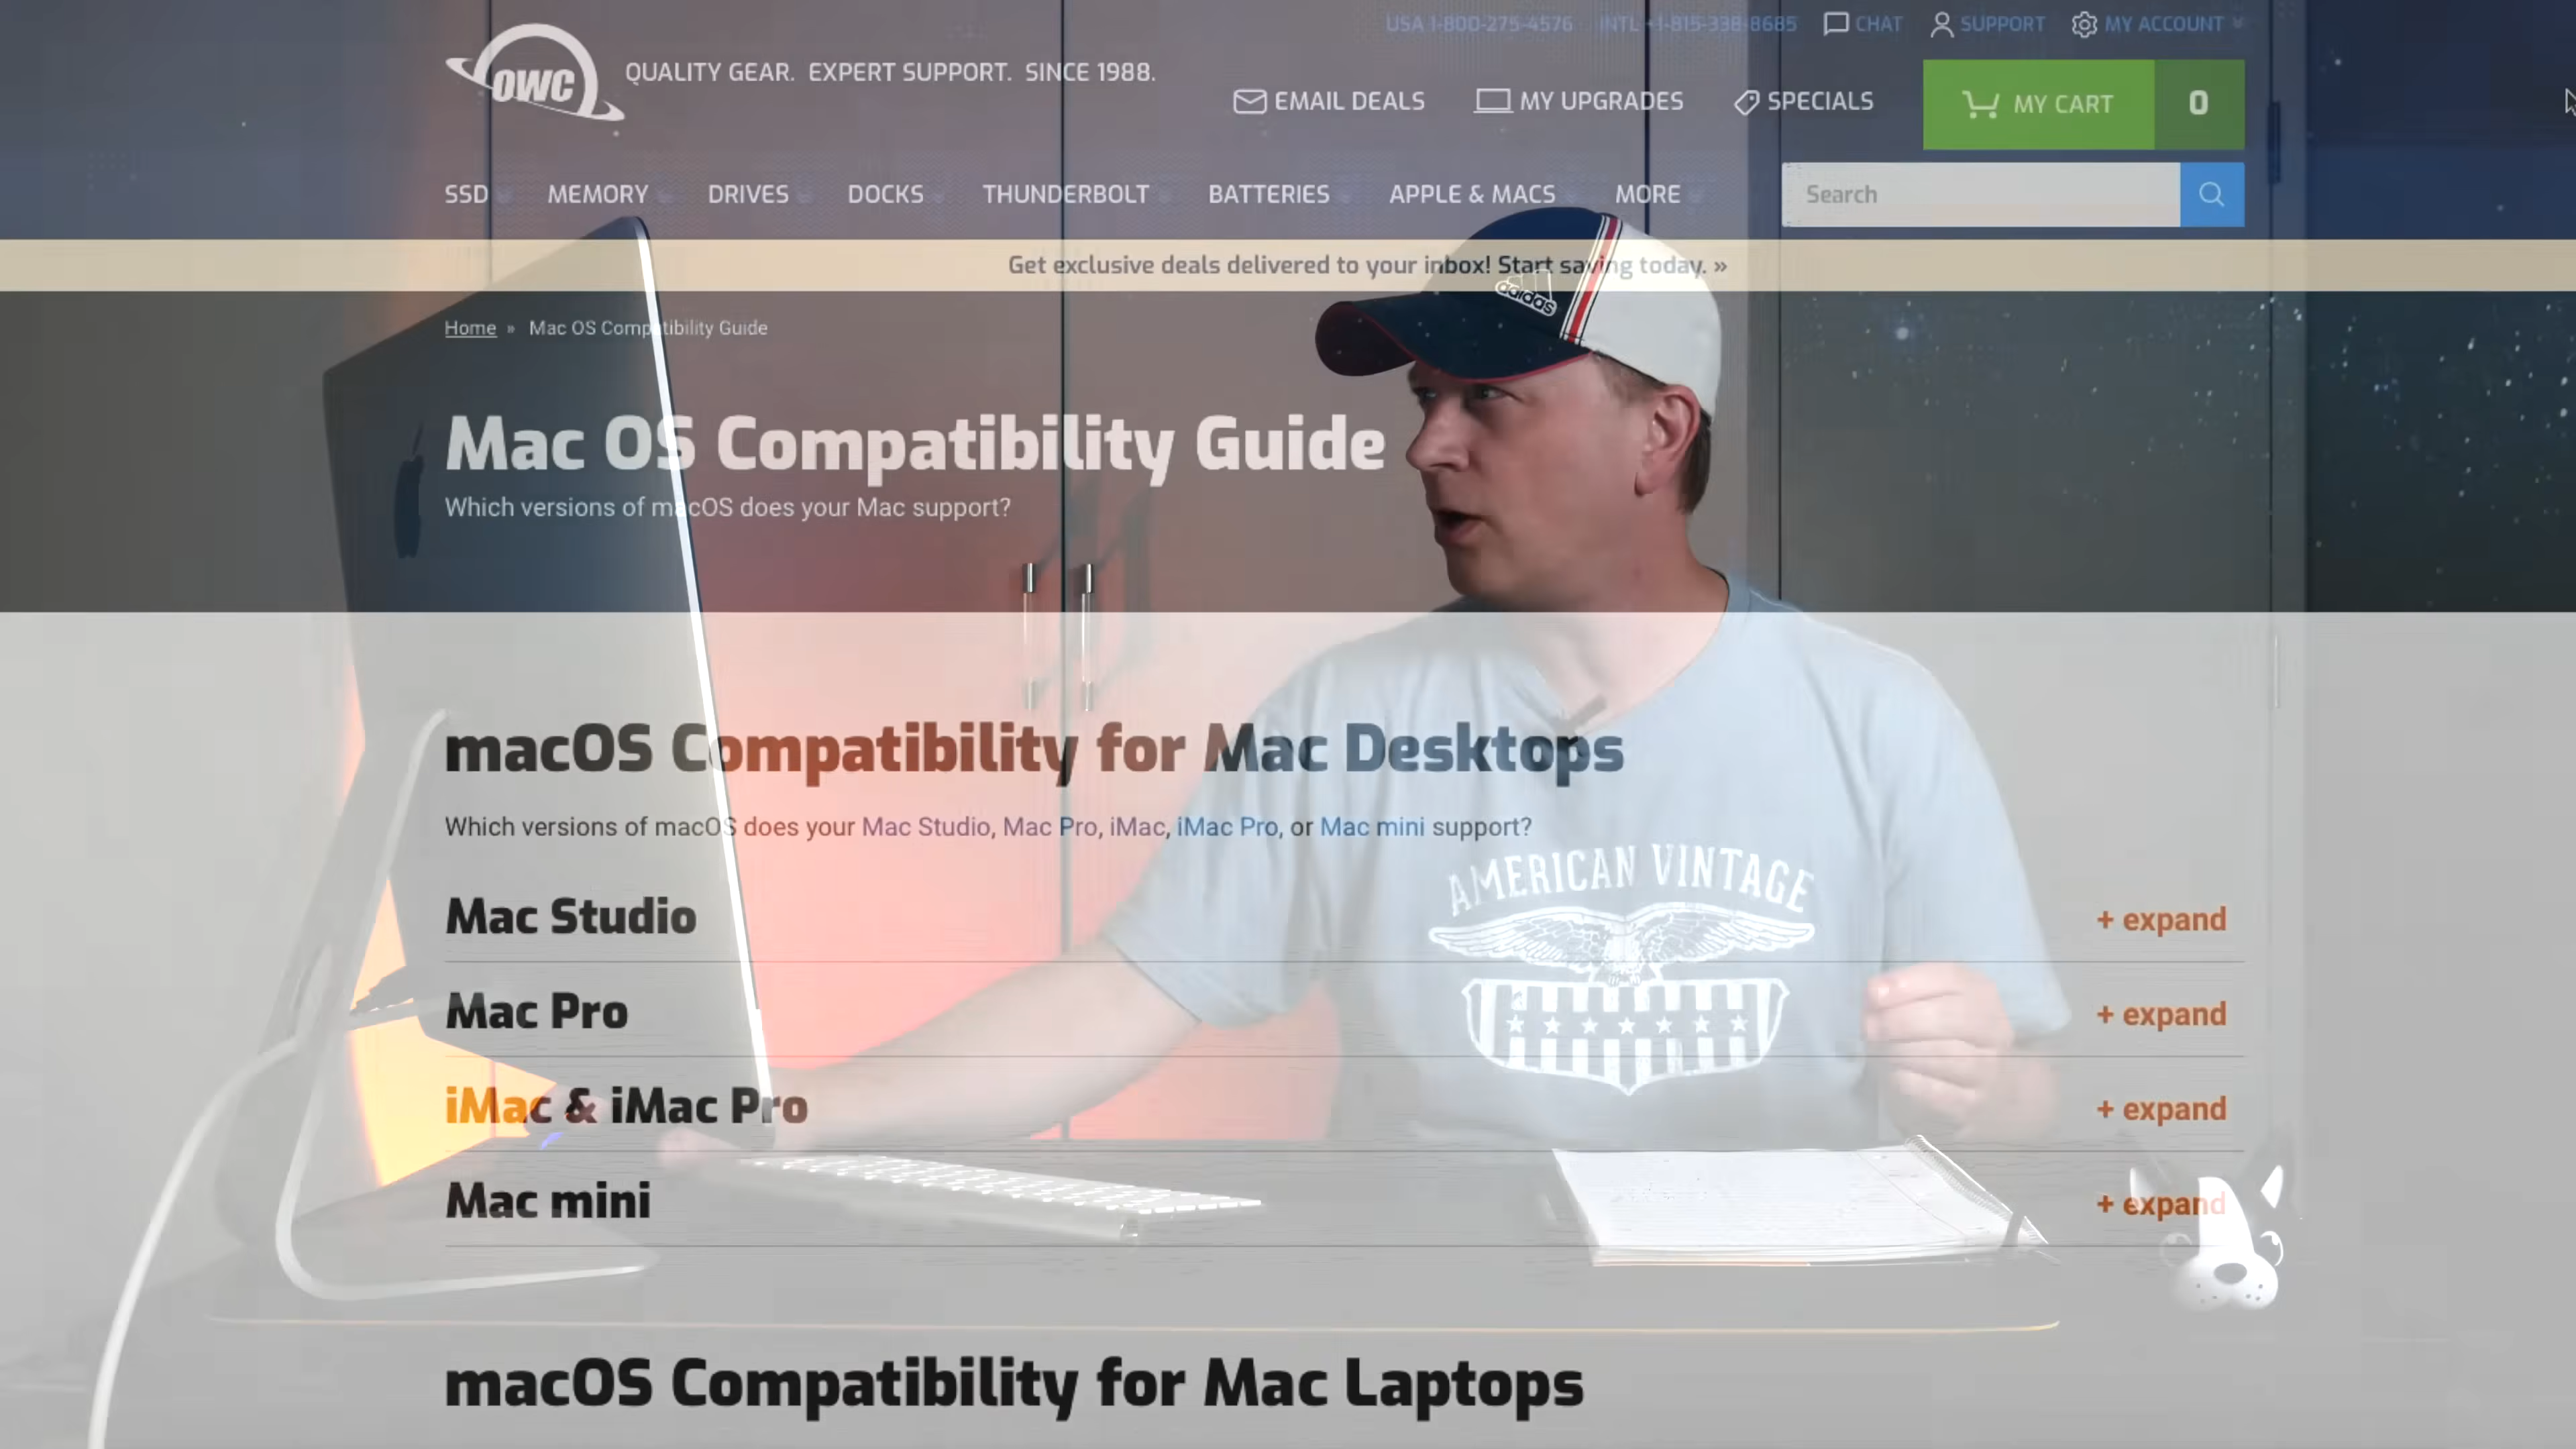 USA 1-800-275-4576 INTL +1-815-338-8685 CHAT SUPPORT MY ACCOUNT
OWC QUALITY GEAR. EXPERT SUPPORT. SINCE 1988.
EMAIL DEALS MY UPGRADES SPECIALS MY CART 0
SSD MEMORY DRIVES DOCKS THUNDERBOLT BATTERIES APPLE & MACS MORE Search
Get exclusive deals delivered to your inbox! Start saving today. »
adidas
Home » Mac OS Compatibility Guide
Mac OS Compatibility Guide
Which versions of macOS does your Mac support?
macOS Compatibility for Mac Desktops
Which versions of macOS does your Mac Studio, Mac Pro, iMac, iMac Pro, or Mac mini support?
AMERICAN VINTAGE
Mac Studio + expand
Mac Pro + expand
iMac & iMac Pro + expand
Mac mini + expand
macOS Compatibility for Mac Laptops